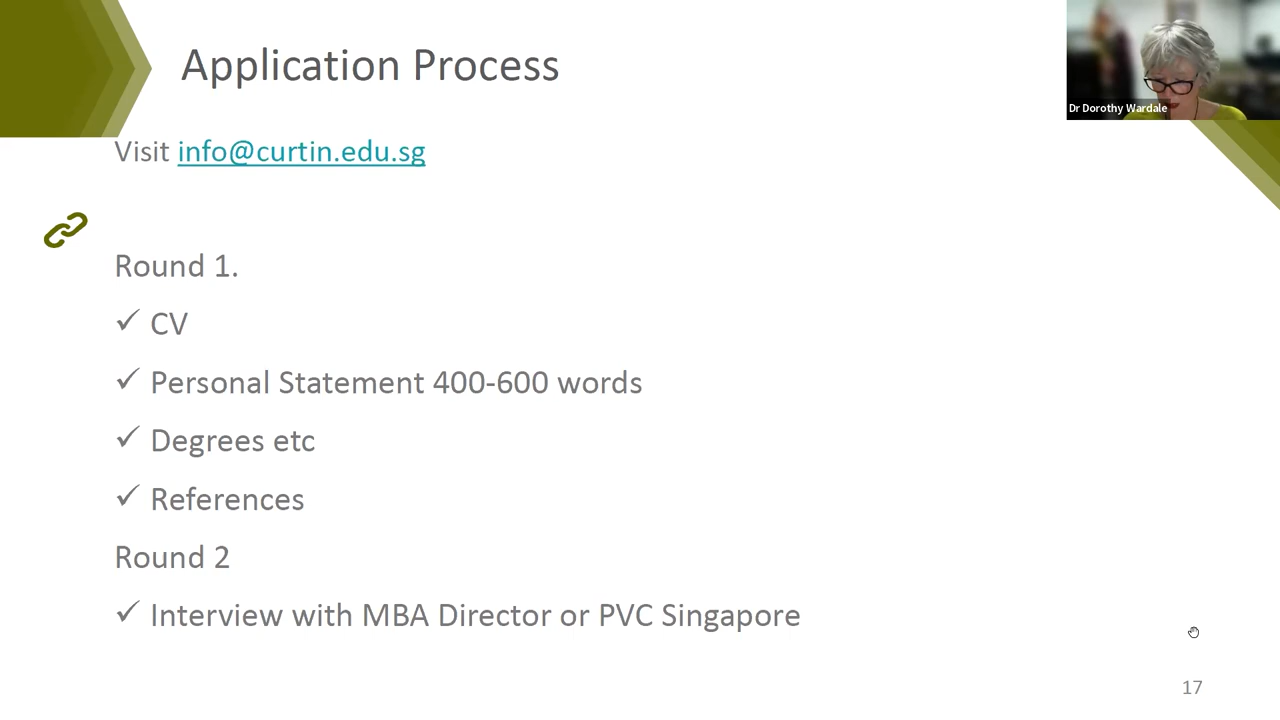 Application Process
Dr Dorothy Wardale
Visit info@curtin.edu.sg
Round 1.
✓ CV
✓ Personal Statement 400-600 words
✓ Degrees etc
✓ References
Round 2
✓ Interview with MBA Director or PVC Singapore
17